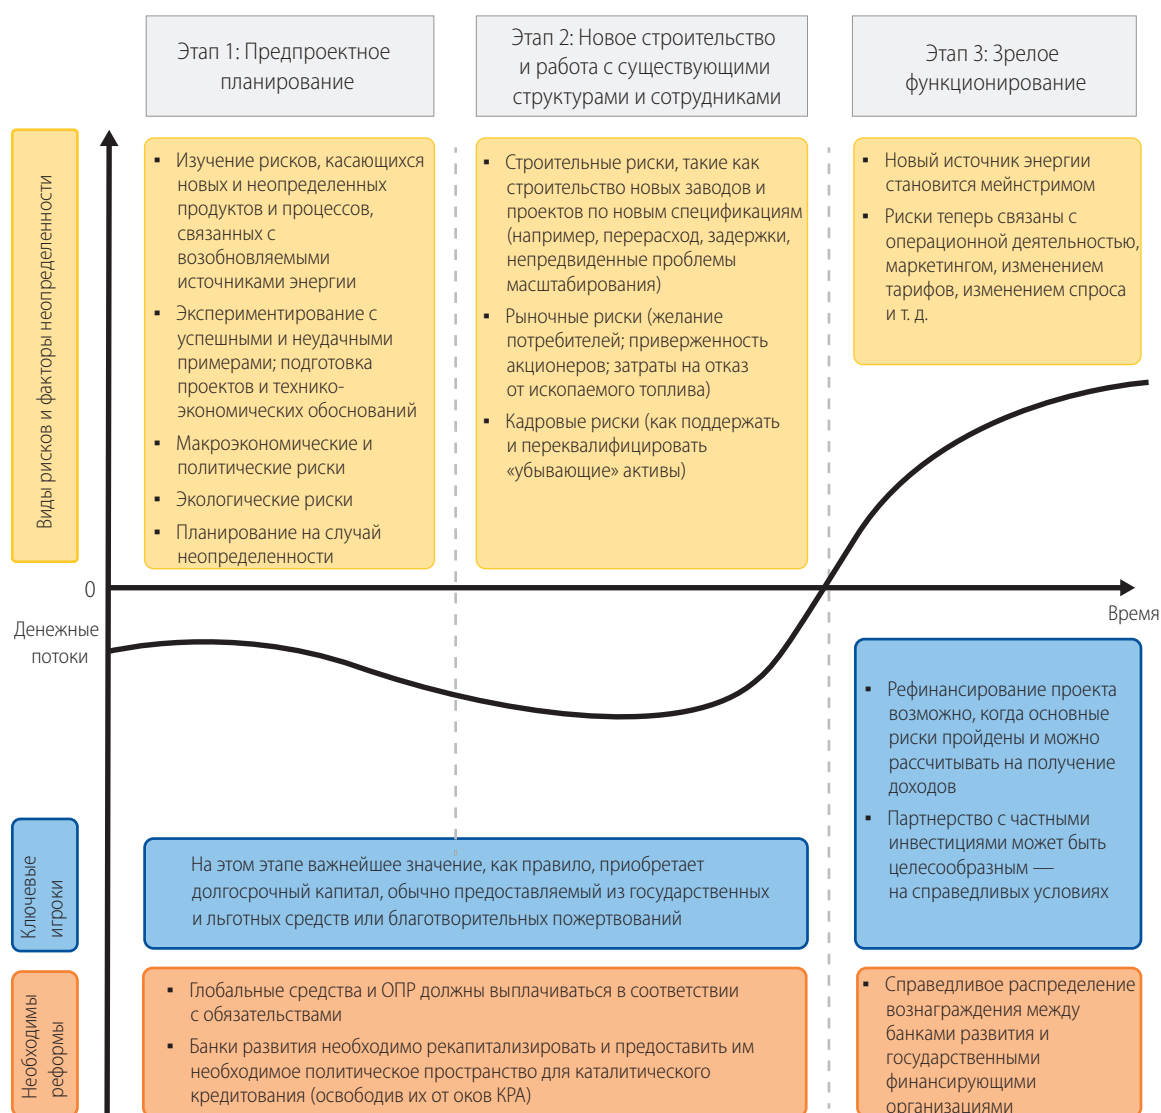 Этап 1: Предпроектное
планирование
Этап 2: Новое строительство
и работа с существующими
структурами и сотрудниками
Этап 3: Зрелое
функционирование
Виды рисков и факторы неопределенности
▪ Изучение рисков, касающихся
новых и неопределенных
продуктов и процессов,
связанных с
возобновляемыми
источниками энергии
▪ Экспериментирование с
успешными и неудачными
примерами; подготовка
проектов и технико-
экономических обоснований
▪ Макроэкономические и
политические риски
▪ Экологические риски
▪ Планирование на случай
неопределенности
▪ Строительные риски, такие как
строительство новых заводов и
проектов по новым спецификациям
(например, перерасход, задержки,
непредвиденные проблемы
масштабирования)
▪ Рыночные риски (желание
потребителей; приверженность
акционеров; затраты на отказ
от ископаемого топлива)
▪ Кадровые риски (как поддержать
и переквалифицировать
«убывающие» активы)
▪ Новый источник энергии
становится мейнстримом
▪ Риски теперь связаны с
операционной деятельностью,
маркетингом, изменением
тарифов, изменением спроса
и т. д.
0
Денежные
потоки
Время
Ключевые
игроки
На этом этапе важнейшее значение, как правило, приобретает
долгосрочный капитал, обычно предоставляемый из государственных
и льготных средств или благотворительных пожертвований
▪ Рефинансирование проекта
возможно, когда основные
риски пройдены и можно
рассчитывать на получение
доходов
▪ Партнерство с частными
инвестициями может быть
целесообразным —
на справедливых условиях
Необходимы
реформы
▪ Глобальные средства и ОПР должны выплачиваться в соответствии
с обязательствами
▪ Банки развития необходимо рекапитализировать и предоставить им
необходимое политическое пространство для каталитического
кредитования (освободив их от оков КРА)
▪ Справедливое распределение
вознаграждения между
банками развития и
государственными
финансирующими
организациями